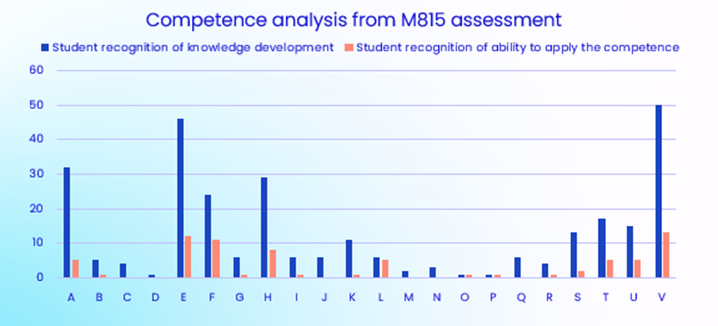 Competence analysis from M815 assessment
Student recognition of knowledge development Student recognition of ability to apply the competence
60
50
40
30
20
10
0
A B C D E F G H I J K L M N O P Q R S T U V